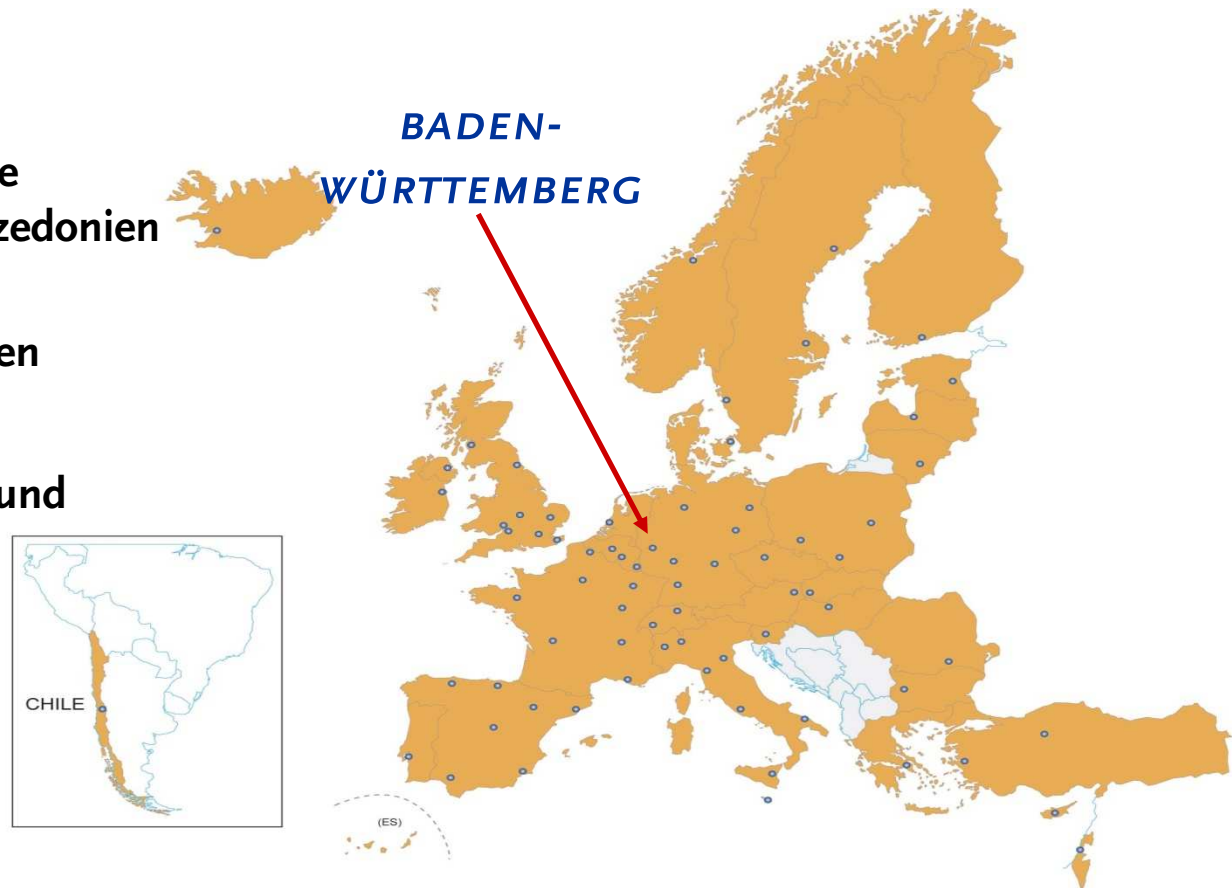 BADEN-
WÜRTTEMBERG
e
zedonien
en
und
CHILE
(ES)